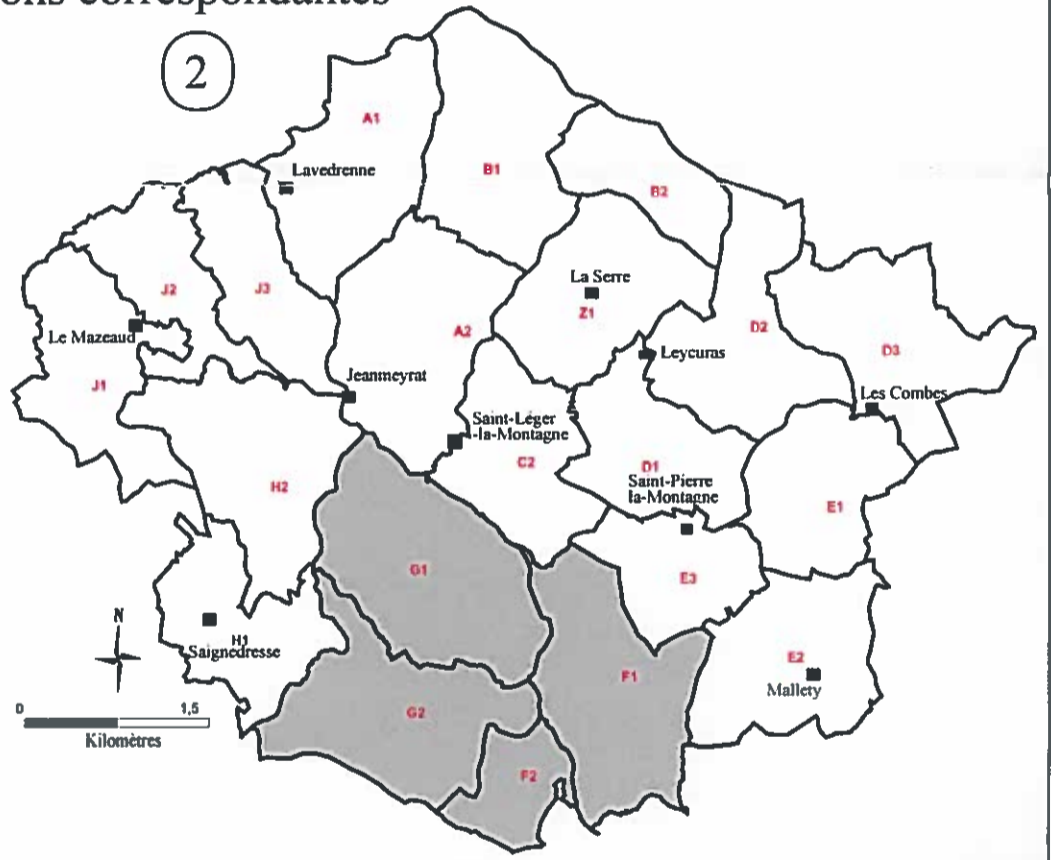 ons correspondantes
2
A1
Lavedrenne
B1
B2
J2
J3
La Serre
Z1
A2
D2
Le Mazeaud
Leycuras
D3
J1
Jeanmeyrat
Les Combes
Saint-Léger
-la-Montagne
C2
D1
Saint-Pierre
la-Montagne
H2
E1
G1
E3
N
H1
Saignedresse
F1
E2
Mallety
G2
0 1,5
Kilomètres
F2